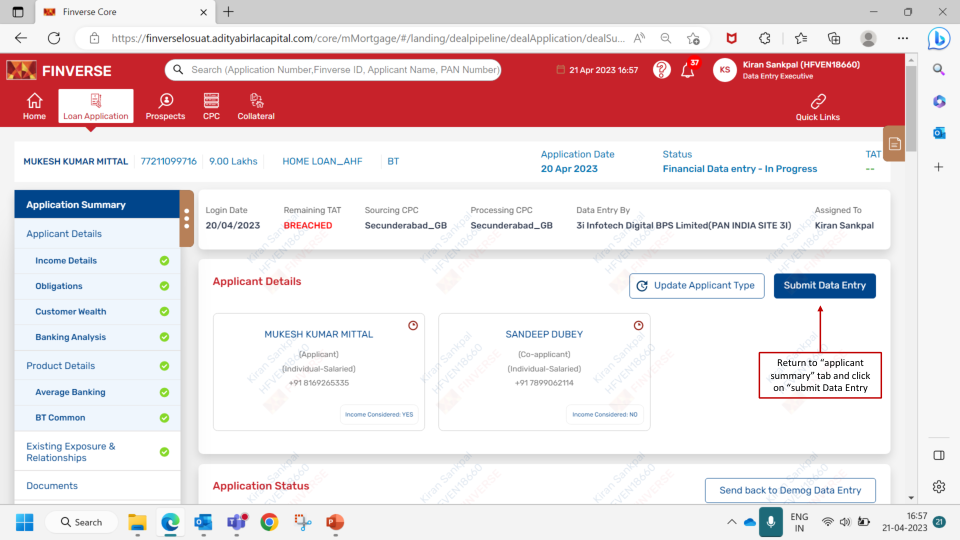 Finverse Core
https://finverselosuat.adityabirlacapital.com/core/mMortgage/#/landing/dealpipeline/dealApplication/dealSu...
FINVERSE
Search (Application Number,Finverse ID, Applicant Name, PAN Number)
21 Apr 2023 16:57
37
KS
Kiran Sankpal (HFVEN18660)
Data Entry Executive
Home
Loan Application
Prospects
CPC
Collateral
Quick Links
MUKESH KUMAR MITTAL
77211099716
9.00 Lakhs
HOME LOAN_AHF
BT
Application Date
20 Apr 2023
Status
Financial Data entry - In Progress
TAT
--
Application Summary
Applicant Details
Income Details
Obligations
Customer Wealth
Banking Analysis
Product Details
Average Banking
BT Common
Existing Exposure &
Relationships
Documents
Login Date
20/04/2023
Remaining TAT
BREACHED
Sourcing CPC
Secunderabad_GB
Processing CPC
Secunderabad_GB
Data Entry By
3i Infotech Digital BPS Limited(PAN INDIA SITE 3I)
Assigned To
Kiran Sankpal
Applicant Details
Update Applicant Type
Submit Data Entry
MUKESH KUMAR MITTAL
(Applicant)
(Individual-Salaried)
+91 8169265335
Income Considered: YES
SANDEEP DUBEY
(Co-applicant)
(Individual-Salaried)
+91 7899062114
Income Considered: NO
Return to “applicant
summary” tab and click
on “submit Data Entry
Application Status
Send back to Demog Data Entry
Kiran Sankpal
HFVEN18660
FINVERSE
Search
ENG
IN
16:57
21-04-2023
21